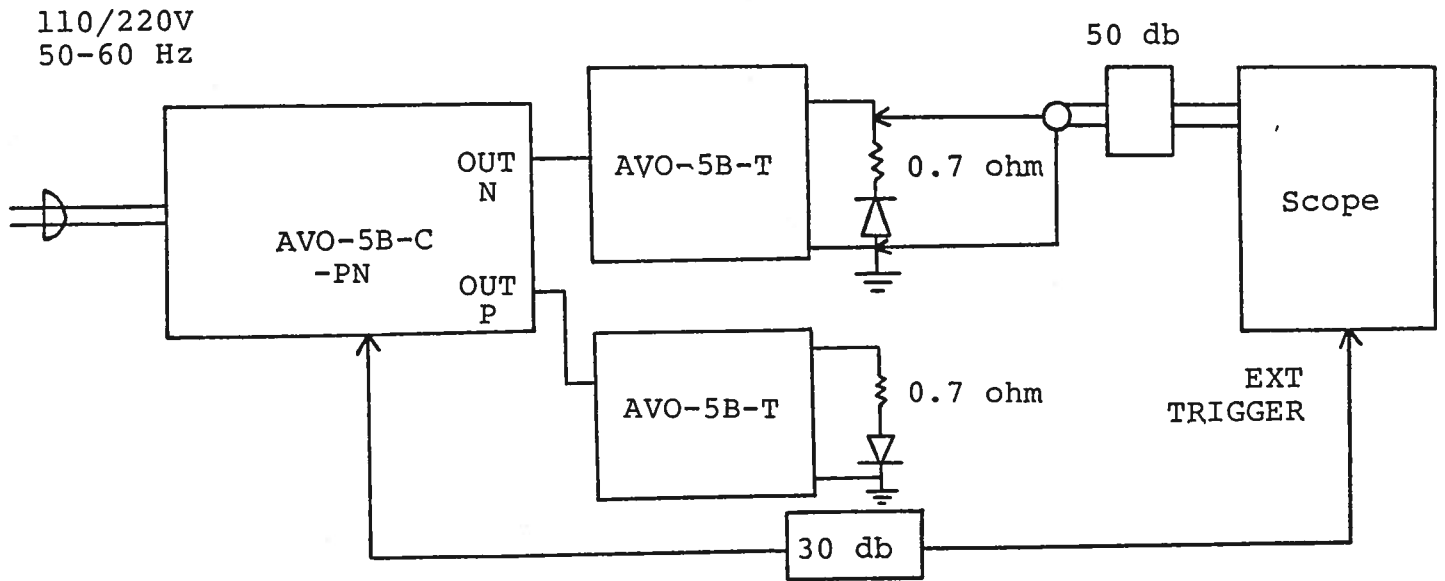 110/220V
50-60 Hz
50 db
OUT
N
AVO-5B-T
0.7 ohm
Scope
AVO-5B-C
-PN
OUT
P
AVO-5B-T
0.7 ohm
EXT
TRIGGER
30 db